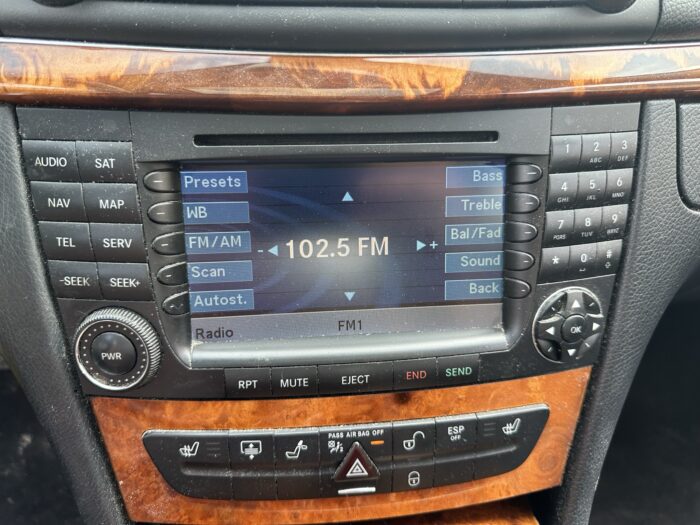 AUDIO SAT
NAV MAP
TEL SERV
-SEEK SEEK+
PWR
Presets
WB
FM/AM
Scan
Autost.
- 102.5 FM +
Bass
Treble
Bal/Fad
Sound
Back
Radio FM1
1 2 ABC 3 DEF
4 GHI 5 JKL 6 MNO
7 PQRS 8 TUV 9 WXYZ
* 0 #
OK
RPT MUTE EJECT END SEND
PASS AIR BAG OFF
ESP
OFF